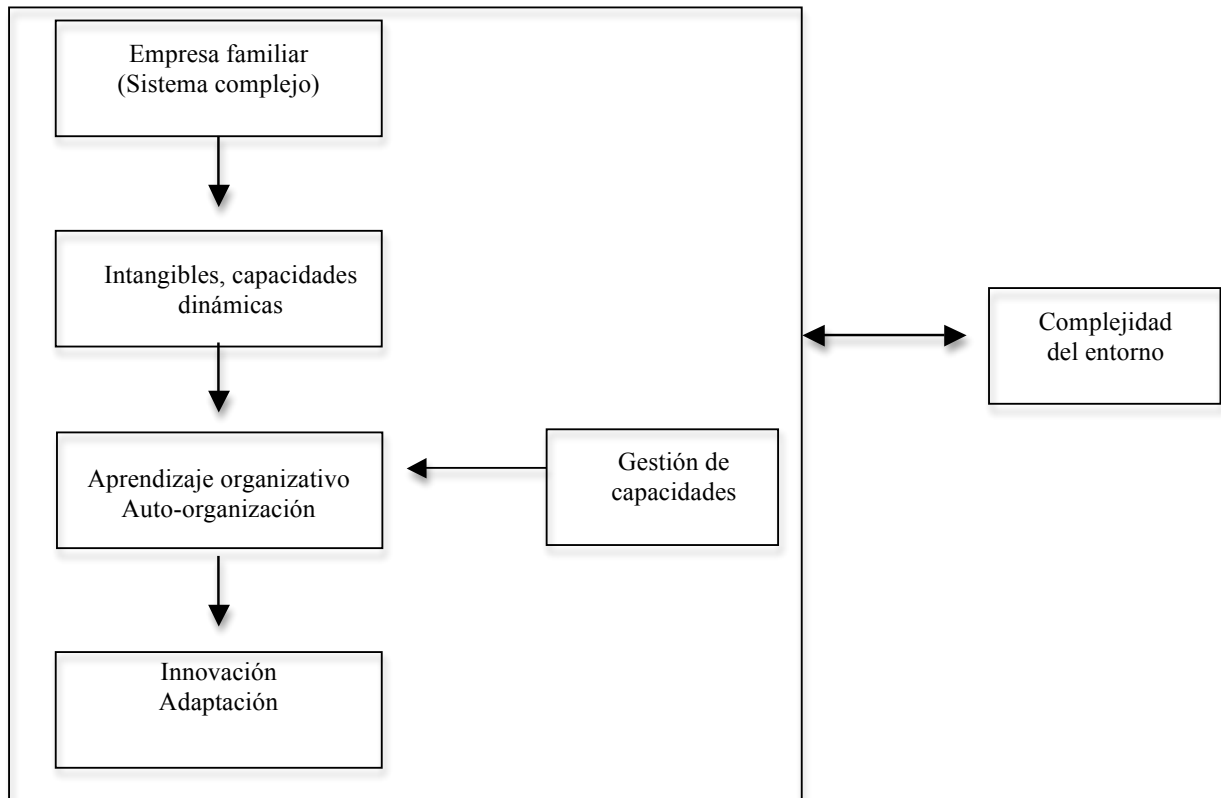 Empresa familiar
(Sistema complejo)
Intangibles, capacidades
dinámicas
Complejidad
del entorno
Aprendizaje organizativo
Auto-organización
Gestión de
capacidades
Innovación
Adaptación